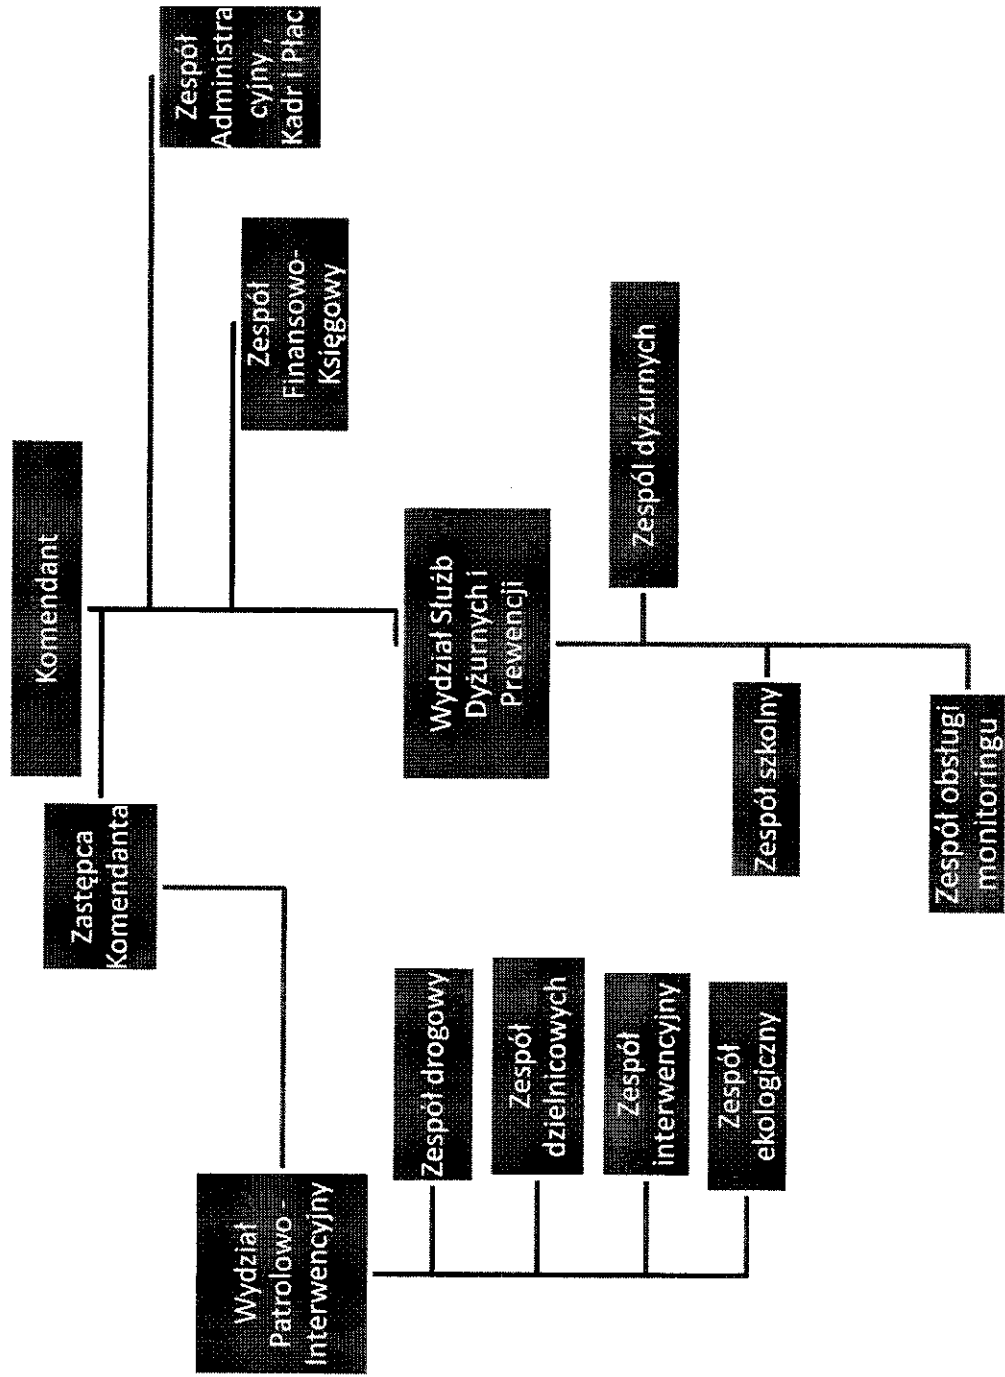 Komendant
Zastępca
Komendanta
Zespół
Administra
cyjny ,
Kadr i Płac
Zespół
Finansowo-
Księgowy
Wydział
Patrolowo -
Interwencyjny
Wydział Służb
Dyżurnych i
Prewencji
Zespół drogowy
Zespół
dzielnicowych
Zespół
interwencyjny
Zespół
ekologiczny
Zespól dyżurnych
Zespół szkolny
Zespół obsługi
monitoringu